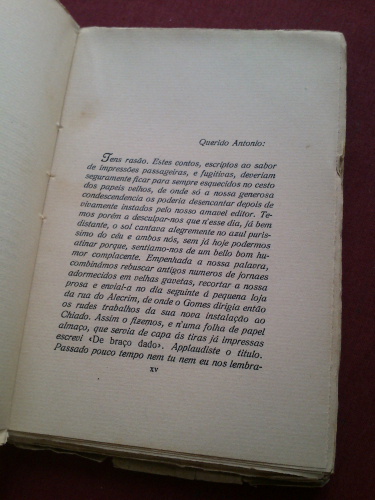 Querido Antonio:
Tens rasão. Estes contos, escriptos ao sabor
de impressões passageiras, e fugitivas, deveriam
seguramente ficar para sempre esquecidos no cesto
dos papeis velhos, de onde só a nossa generosa
condescendencia os poderia desencantar depois de
vivamente instados pelo nosso amavel editor. Te-
mos porêm a desculpar-nos que n'esse dia, já bem
distante, o sol cantava alegremente no azul puris-
simo do céu e ambos nós, sem já hoje podermos
atinar porque, sentiamo-nos de um bello bom hu-
mor complacente. Empenhada a nossa palavra,
combinámos rebuscar antigos numeros de jornaes
adormecidos em velhas gavetas, recortar a nossa
prosa e enviai-a no dia seguinte á pequena loja
da rua do Alecrim, de onde o Gomes dirigia então
os rudes trabalhos da sua nova installação ao
Chiado. Assim o fizemos, e n'uma folha de papel
almaço, que servia de capa ás tiras já impressas
escrevi «De braço dado». Applaudiste o titulo.
Passado pouco tempo nem tu nem eu nos lembra-
xv